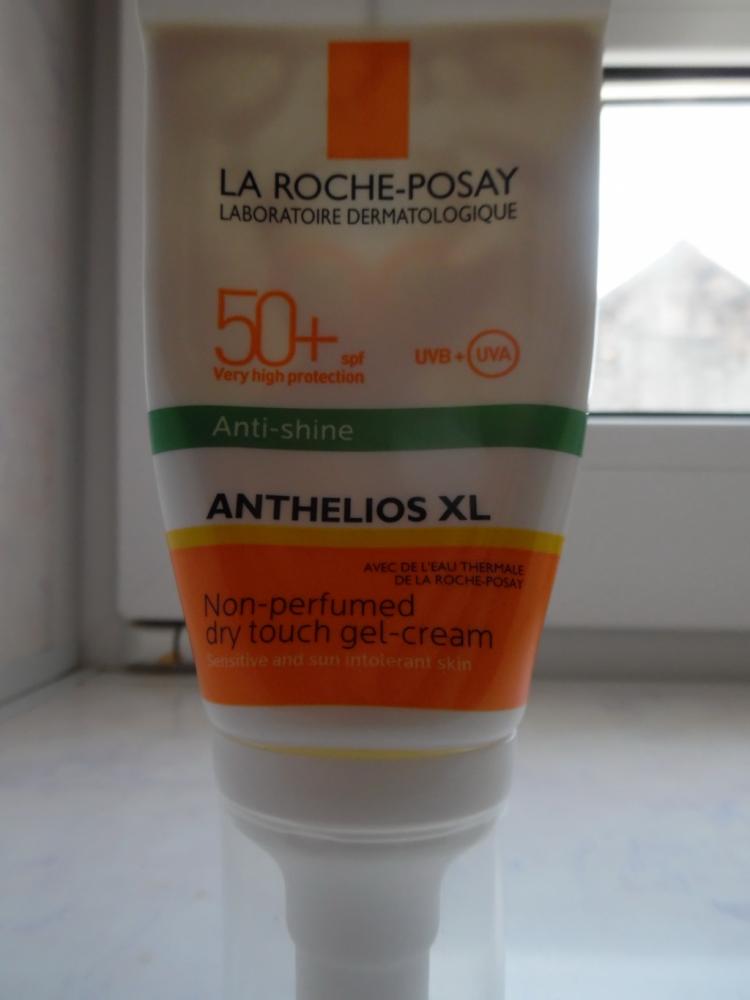 LA ROCHE-POSAY
LABORATOIRE DERMATOLOGIQUE
50+ spf
Very high protection
UVB + UVA
Anti-shine
ANTHELIOS XL
AVEC DE L'EAU THERMALE
DE LA ROCHE-POSAY
Non-perfumed
dry touch gel-cream
Sensitive and sun intolerant skin